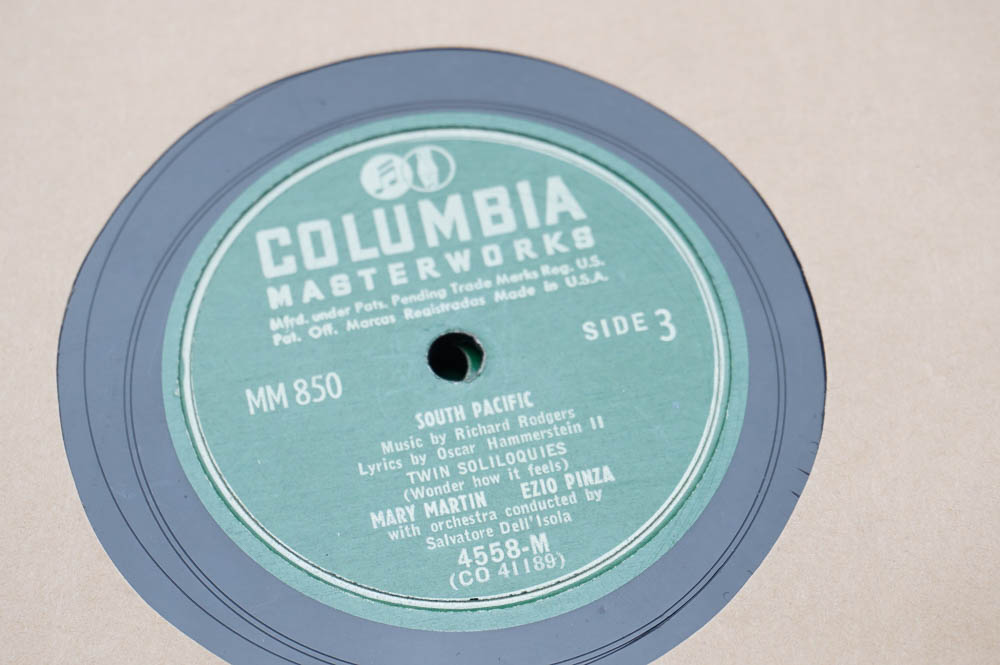 COLUMBIA
MASTERWORKS
Mfrd. under Pats. Pending Trade Marks Reg. U.S.
Pat. Off. Marcas Registradas Made in U.S.A.
SIDE 3
MM 850
SOUTH PACIFIC
Music by Richard Rodgers
Lyrics by Oscar Hammerstein II
TWIN SOLILOQUIES
(Wonder how it feels)
MARY MARTIN EZIO PINZA
with orchestra conducted by
Salvatore Dell'Isola
4558-M
(CO 41189)